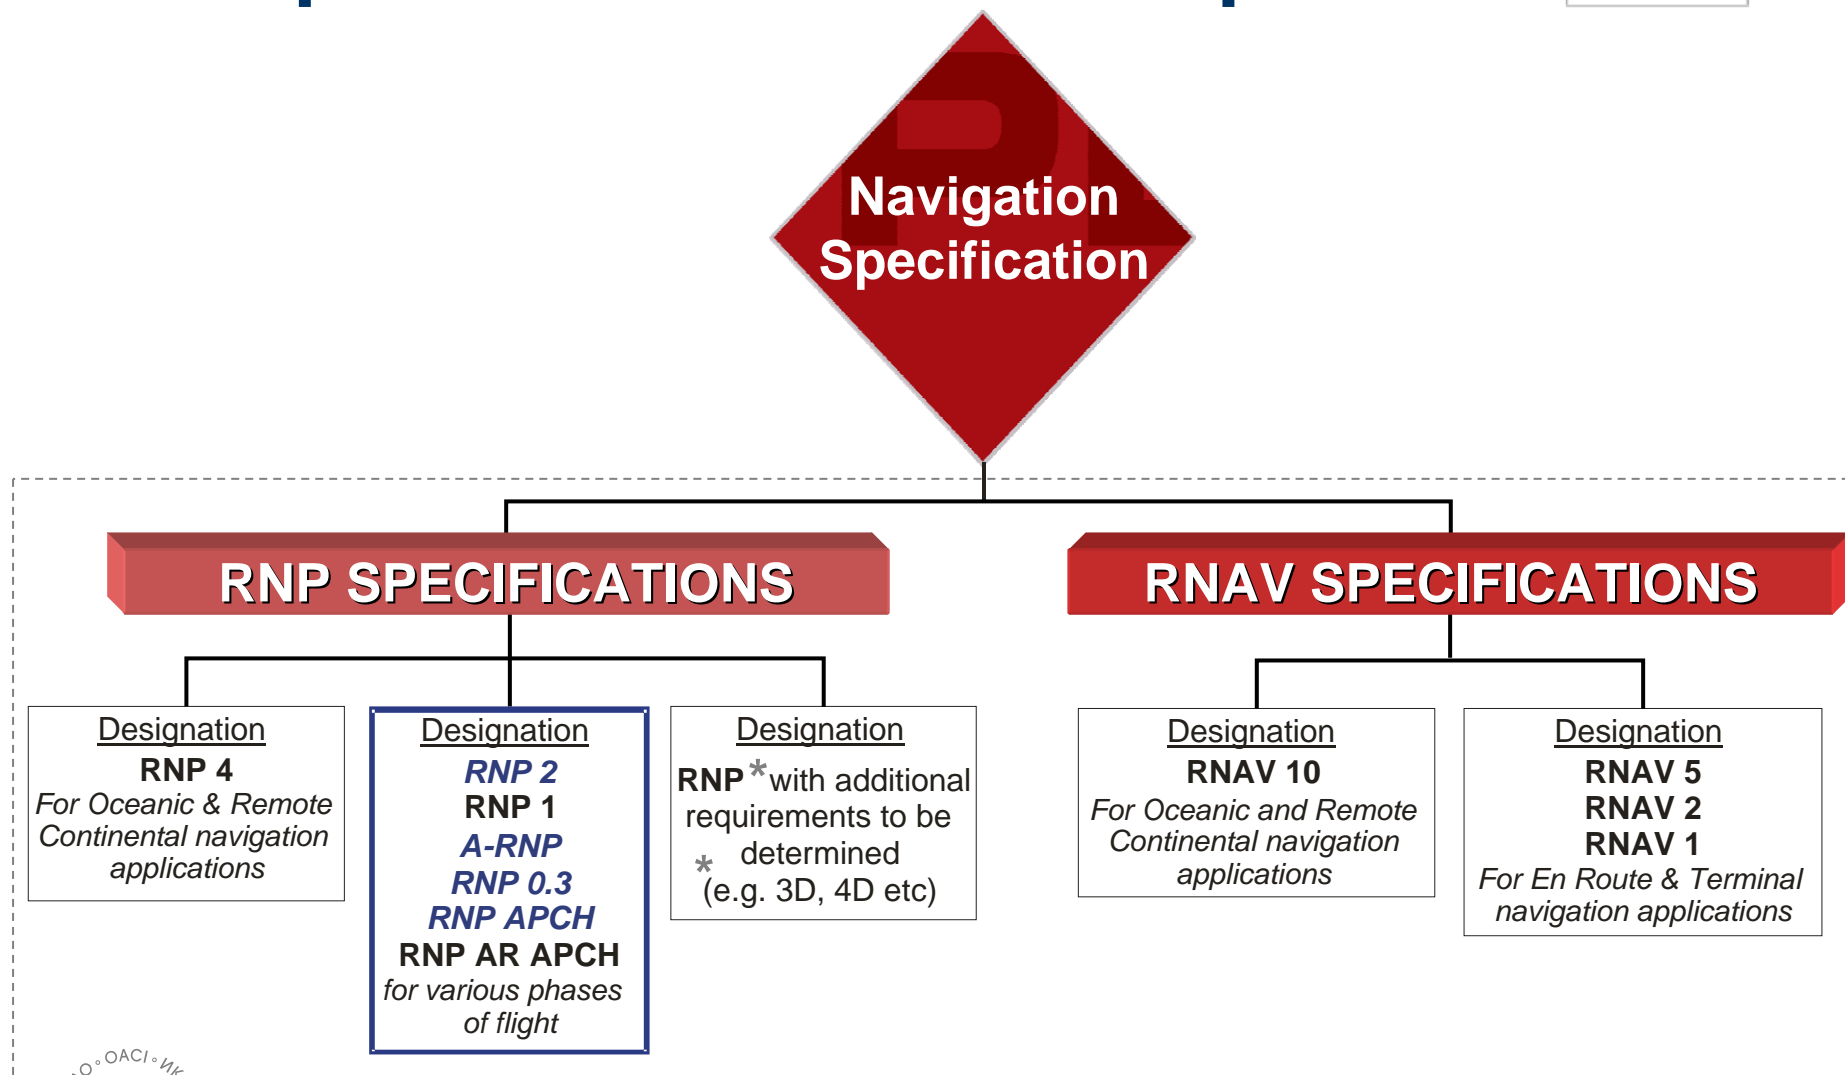 Navigation
Specification
RNP SPECIFICATIONS
RNAV SPECIFICATIONS
Designation
RNP 4
For Oceanic & Remote
Continental navigation
applications
Designation
RNP 2
RNP 1
A-RNP
RNP 0.3
RNP APCH
RNP AR APCH
for various phases
of flight
Designation
RNP * with additional
requirements to be
* determined
(e.g. 3D, 4D etc)
Designation
RNAV 10
For Oceanic and Remote
Continental navigation
applications
Designation
RNAV 5
RNAV 2
RNAV 1
For En Route & Terminal
navigation applications
OACI